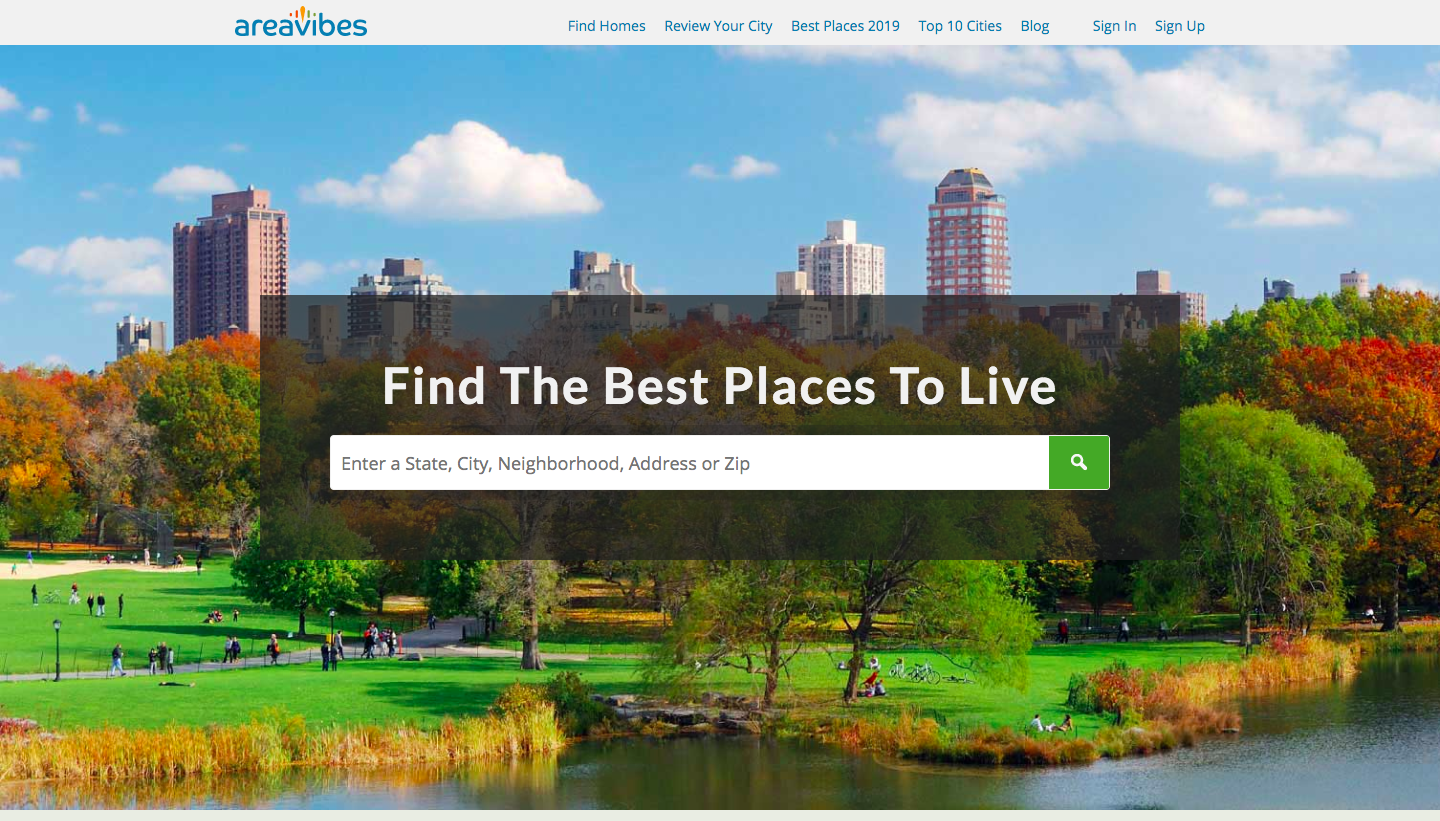 areavibes
Find Homes Review Your City Best Places 2019 Top 10 Cities Blog Sign In Sign Up
Find The Best Places To Live
Enter a State, City, Neighborhood, Address or Zip